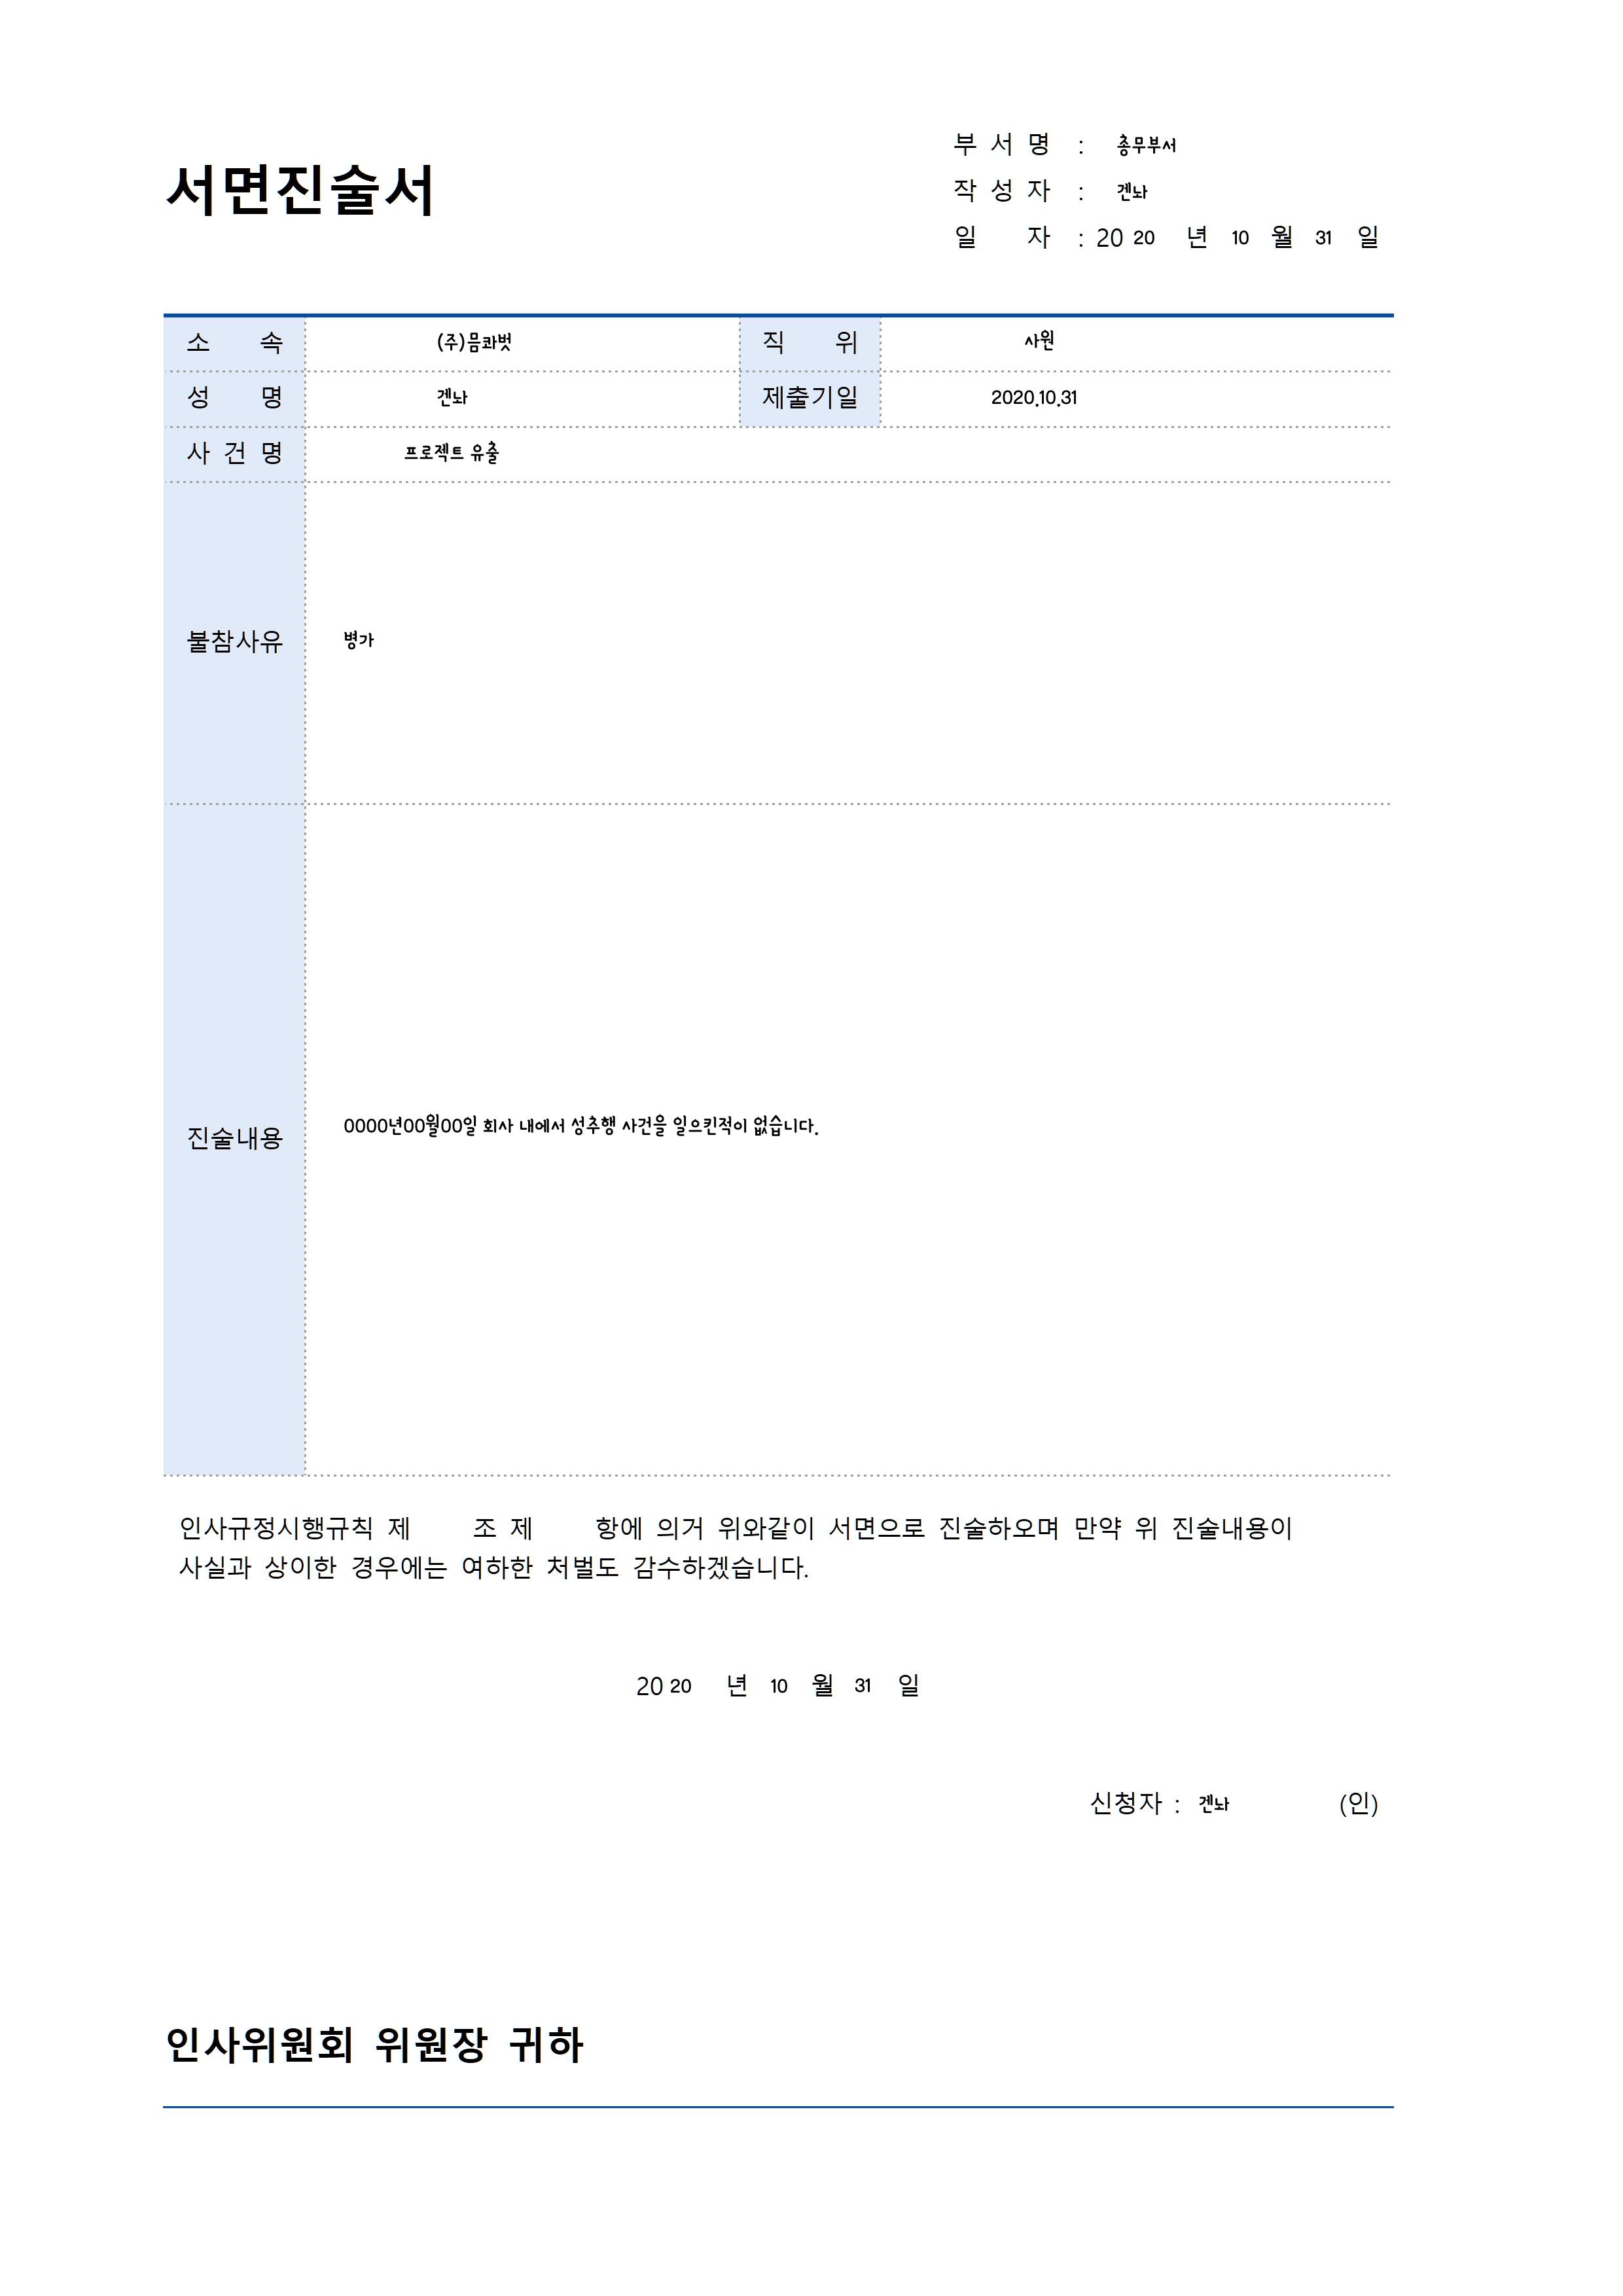 서면진술서
부 서 명 : 총무부서
작 성 자 : 겐놔
일 자 : 20 20 년 10 월 31 일
소 속 (주)믐콰벗 직 위 사원
성 명 겐놔 제출기일 2020.10.31
사 건 명 프로젝트 유출
불참사유 병가
진술내용 0000년00월00일 회사 내에서 성추행 사건을 일으킨적이 없습니다.
인사규정시행규칙 제 조 제 항에 의거 위와같이 서면으로 진술하오며 만약 위 진술내용이
사실과 상이한 경우에는 여하한 처벌도 감수하겠습니다.
20 20 년 10 월 31 일
신청자 : 겐놔 (인)
인사위원회 위원장 귀하